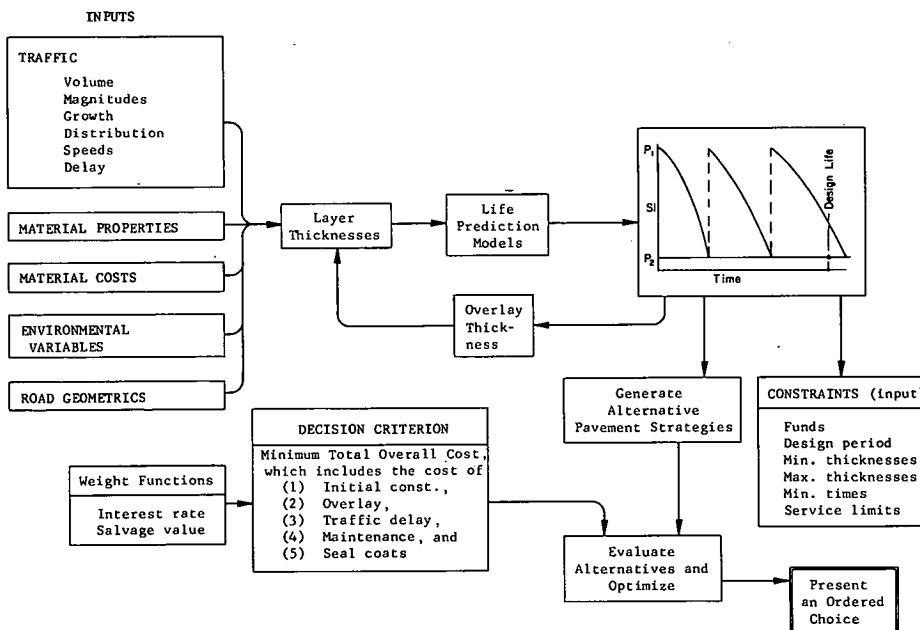 INPUTS
TRAFFIC
Volume
Magnitudes
Growth
Distribution
Speeds
Delay
MATERIAL PROPERTIES
MATERIAL COSTS
ENVIRONMENTAL
VARIABLES
ROAD GEOMETRICS
Layer
Thicknesses
Life
Prediction
Models
P1
SI
P2
Time
Design Life
Overlay
Thick-
ness
Generate
Alternative
Pavement Strategies
CONSTRAINTS (input
Funds
Design period
Min. thicknesses
Max. thicknesses
Min. times
Service limits
Weight Functions
Interest rate
Salvage value
DECISION CRITERION
Minimum Total Overall Cost,
which includes the cost of
(1) Initial const.,
(2) Overlay,
(3) Traffic delay,
(4) Maintenance, and
(5) Seal coats
Evaluate
Alternatives and
Optimize
Present
an Ordered
Choice